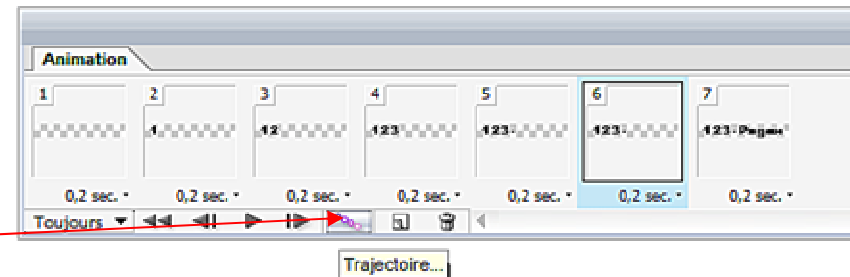 Animation
1 2 3 4 5 6 7
1 12 123 123- 123- 123-
0,2 sec. 0,2 sec. 0,2 sec. 0,2 sec. 0,2 sec. 0,2 sec. 0,2 sec.
Toujours
Trajectoire...